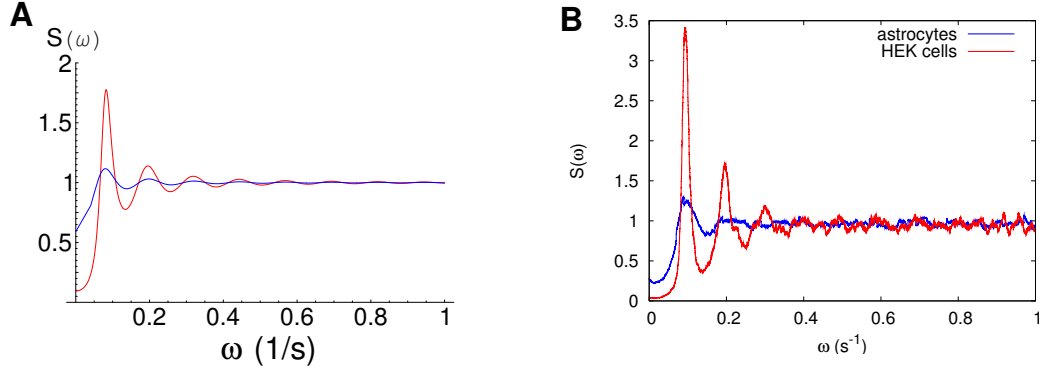 A
S(ω)
2
1.5
1
0.5
0.2 0.4 0.6 0.8 1
ω (1/s)
B
3.5
3
2.5
2
1.5
1
0.5
0
S(ω)
astrocytes
HEK cells
0 0.2 0.4 0.6 0.8 1
ω (s⁻¹)